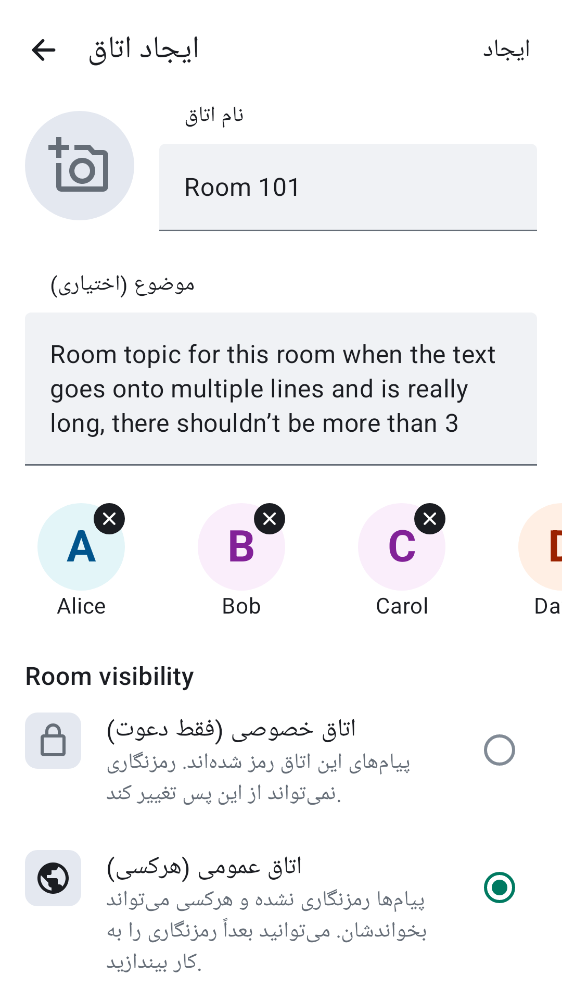 ایجاد اتاق
ایجاد
نام اتاق
Room 101
موضوع (اختیاری)
Room topic for this room when the text
goes onto multiple lines and is really
long, there shouldn’t be more than 3
A
B
C
D
Alice
Bob
Carol
Da
Room visibility
اتاق خصوصی (فقط دعوت)
پیام‌های این اتاق رمز شده‌اند. رمزنگاری
نمی‌تواند از این پس تغییر کند.
اتاق عمومی (هرکسی)
پیام‌ها رمزنگاری نشده و هرکسی می‌تواند
بخواندشان. می‌توانید بعداً رمزنگاری را به
کار بیندازید.